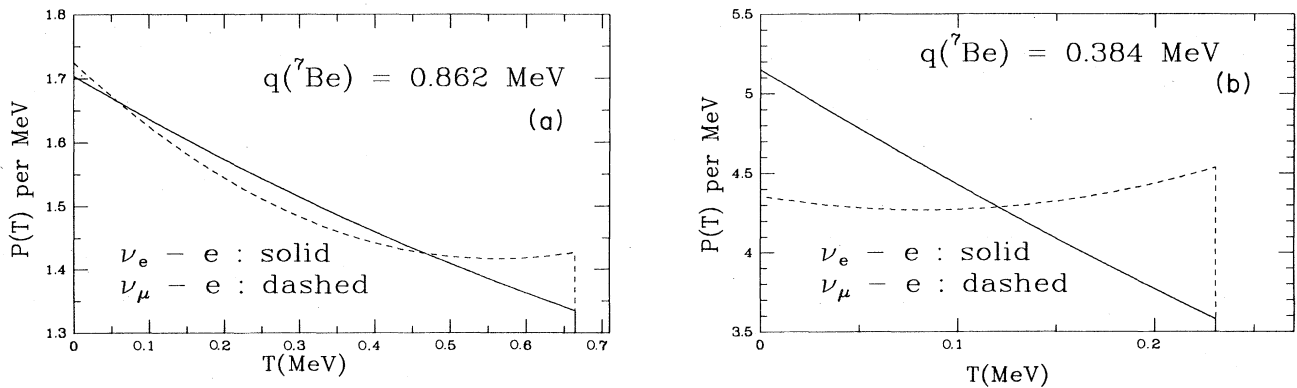 1.8
1.7
1.6
1.5
1.4
1.3
P(T) per MeV
q(⁷Be) = 0.862 MeV
(a)
νₑ – e : solid
ν_μ – e : dashed
0 0.1 0.2 0.3 0.4 0.5 0.6 0.7
T(MeV)
5.5
5
4.5
4
3.5
P(T) per MeV
q(⁷Be) = 0.384 MeV
(b)
νₑ – e : solid
ν_μ – e : dashed
0 0.1 0.2
T(MeV)